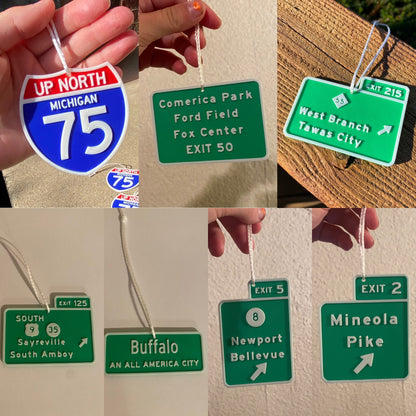 UP NORTH
MICHIGAN
75
75
Comerica Park
Ford Field
Fox Center
EXIT 50
EXIT 215
55
West Branch
Tawas City
EXIT 125
SOUTH
9 35
Sayreville
South Amboy
Buffalo
AN ALL AMERICA CITY
EXIT 5
8
Newport
Bellevue
EXIT 2
Mineola
Pike